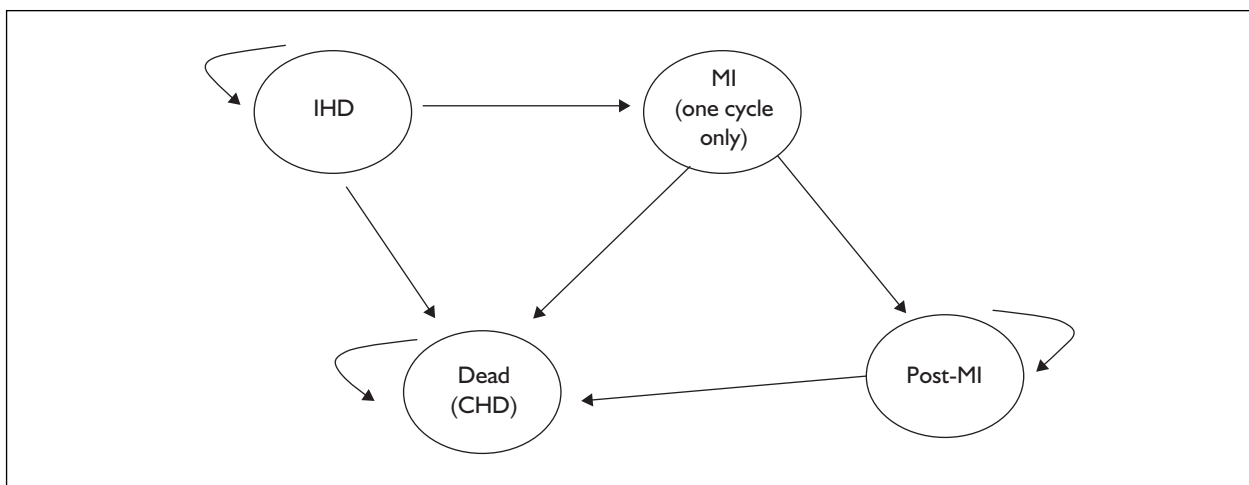 IHD
MI
(one cycle
only)
Dead
(CHD)
Post-MI